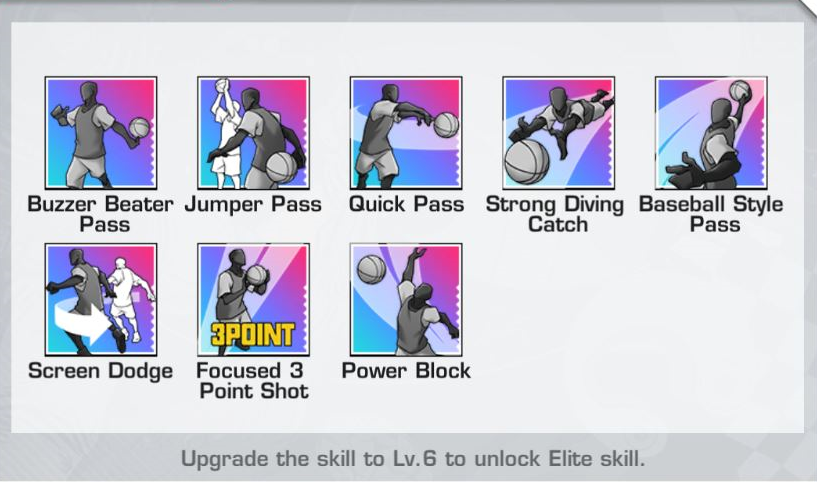 Buzzer Beater
Pass
Jumper Pass
Quick Pass
Strong Diving
Catch
Baseball Style
Pass
Screen Dodge
3POINT
Focused 3
Point Shot
Power Block
Upgrade the skill to Lv.6 to unlock Elite skill.